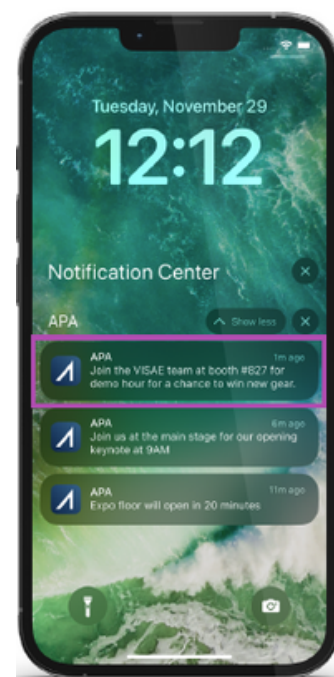 Tuesday, November 29
12:12
Notification Center
APA
Show less
APA
1m ago
Join the VISAE team at booth #827 for
demo hour for a chance to win new gear.
APA
6m ago
Join us at the main stage for our opening
keynote at 9AM
APA
11m ago
Expo floor will open in 20 minutes